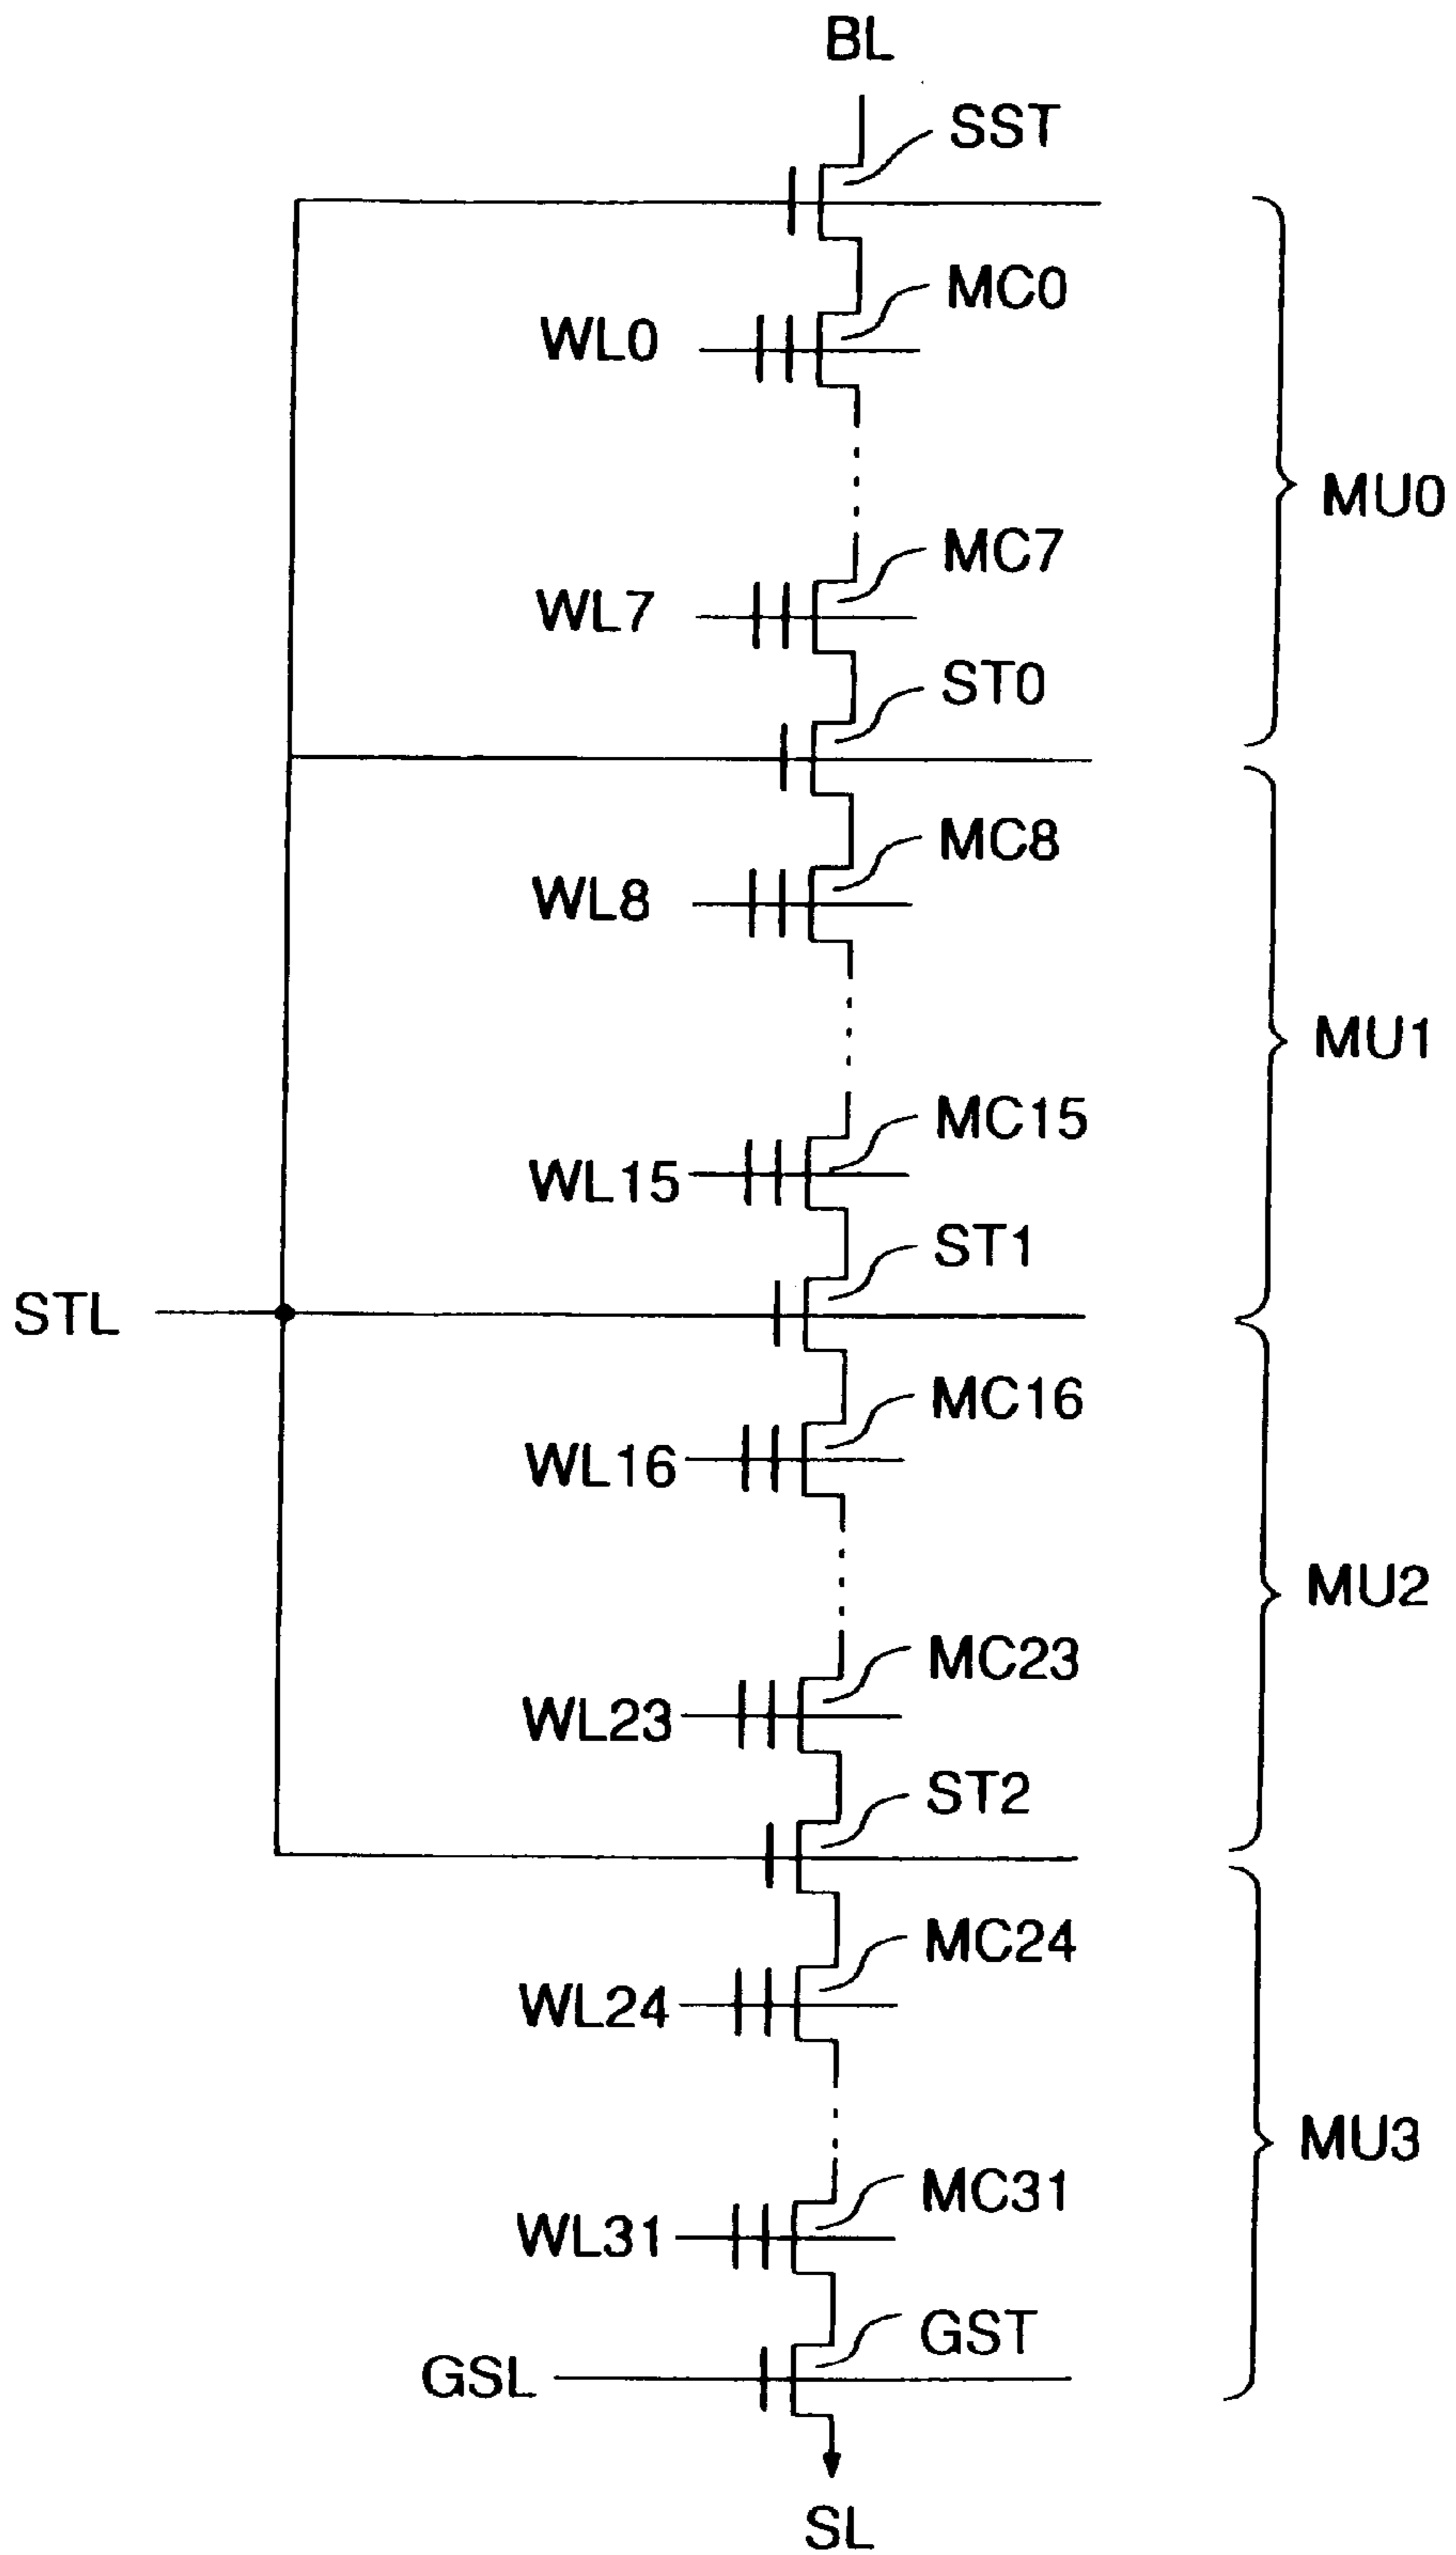 BL
SST
MC0
WL0
MU0
MC7
WL7
ST0
MC8
WL8
MU1
MC15
WL15
ST1
STL
MC16
WL16
MU2
MC23
WL23
ST2
MC24
WL24
MU3
MC31
WL31
GST
GSL
SL